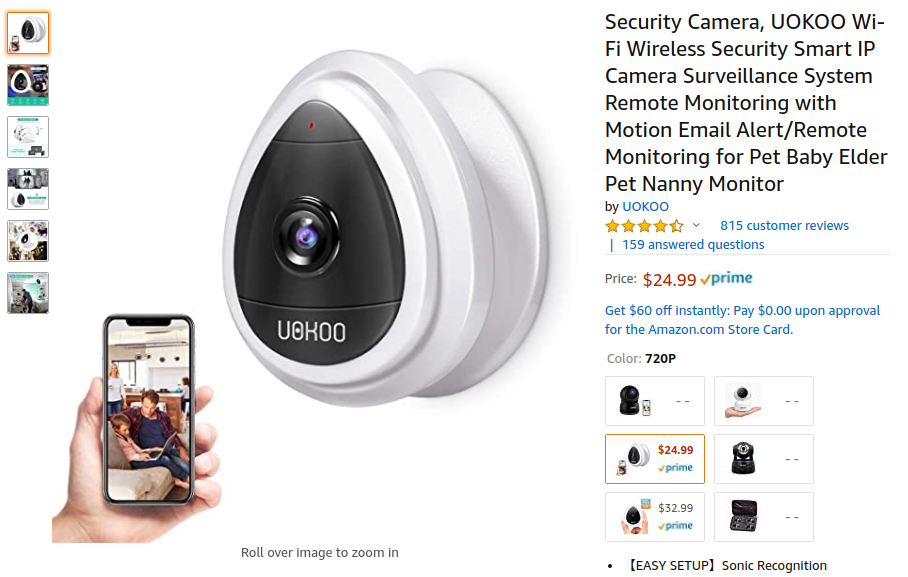 Security Camera, UOKOO Wi-
Fi Wireless Security Smart IP
Camera Surveillance System
Remote Monitoring with
Motion Email Alert/Remote
Monitoring for Pet Baby Elder
Pet Nanny Monitor
by UOKOO
815 customer reviews
| 159 answered questions
Price: $24.99 prime
Get $60 off instantly: Pay $0.00 upon approval
for the Amazon.com Store Card.
Color: 720P
- - - -
$24.99
prime - -
$32.99
prime - -
• 【EASY SETUP】Sonic Recognition
UOKOO
Roll over image to zoom in